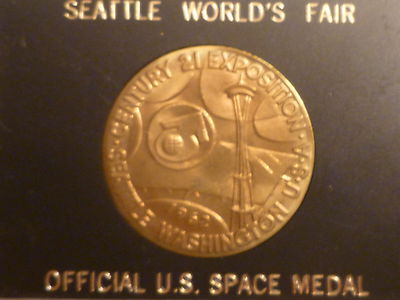 SEATTLE WORLD'S FAIR
CENTURY 21 EXPOSITION
SEATTLE WASHINGTON U.S.A.
1962
OFFICIAL U.S. SPACE MEDAL